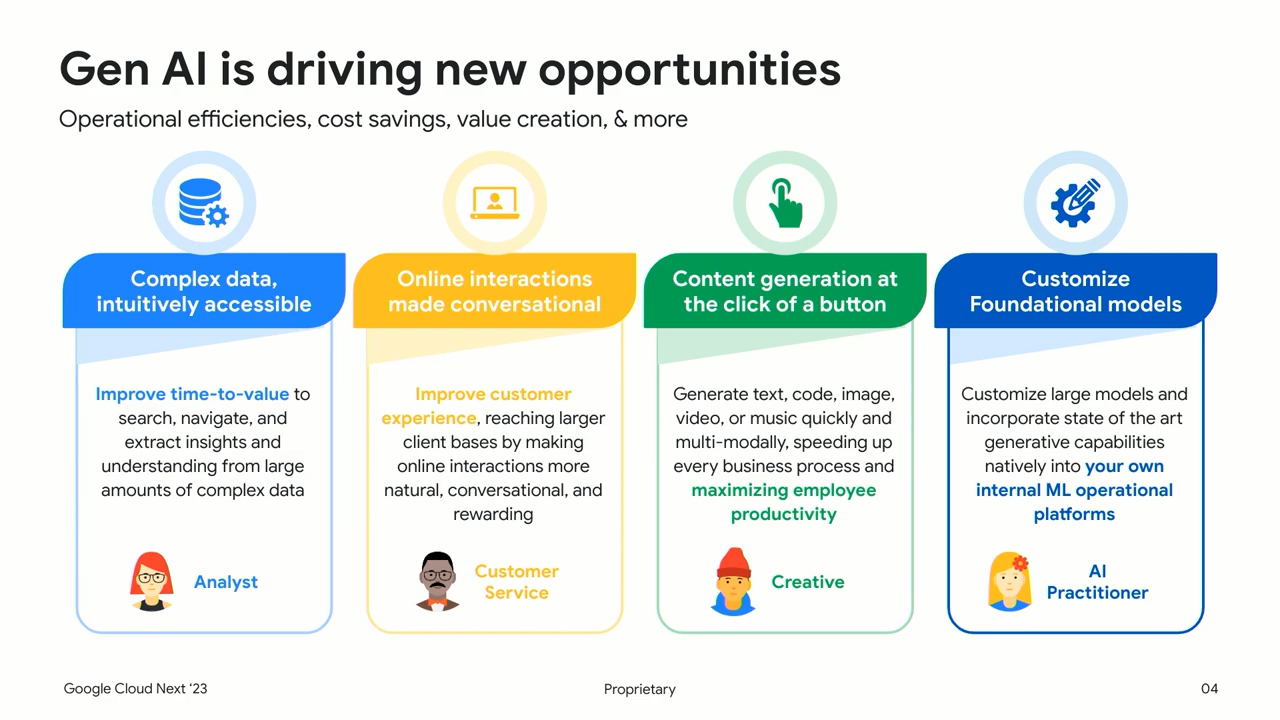 Gen AI is driving new opportunities
Operational efficiencies, cost savings, value creation, & more
Complex data,
intuitively accessible
Improve time-to-value to
search, navigate, and
extract insights and
understanding from large
amounts of complex data
Analyst
Online interactions
made conversational
Improve customer
experience, reaching larger
client bases by making
online interactions more
natural, conversational, and
rewarding
Customer
Service
Content generation at
the click of a button
Generate text, code, image,
video, or music quickly and
multi-modally, speeding up
every business process and
maximizing employee
productivity
Creative
Customize
Foundational models
Customize large models and
incorporate state of the art
generative capabilities
natively into your own
internal ML operational
platforms
AI
Practitioner
Google Cloud Next ‘23
Proprietary
04